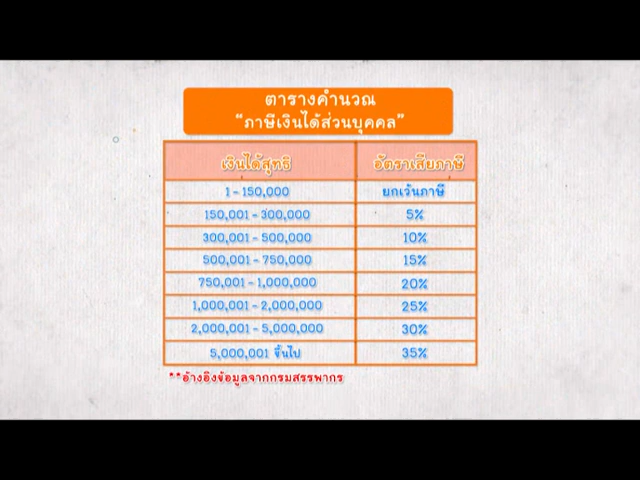 ตารางคำนวณ
“ภาษีเงินได้ส่วนบุคคล”
เงินได้สุทธิ อัตราเสียภาษี
1 - 150,000 ยกเว้นภาษี
150,001 - 300,000 5%
300,001 - 500,000 10%
500,001 - 750,000 15%
750,001 - 1,000,000 20%
1,000,001 - 2,000,000 25%
2,000,001 - 5,000,000 30%
5,000,001 ขึ้นไป 35%
**อ้างอิงข้อมูลจากกรมสรรพากร